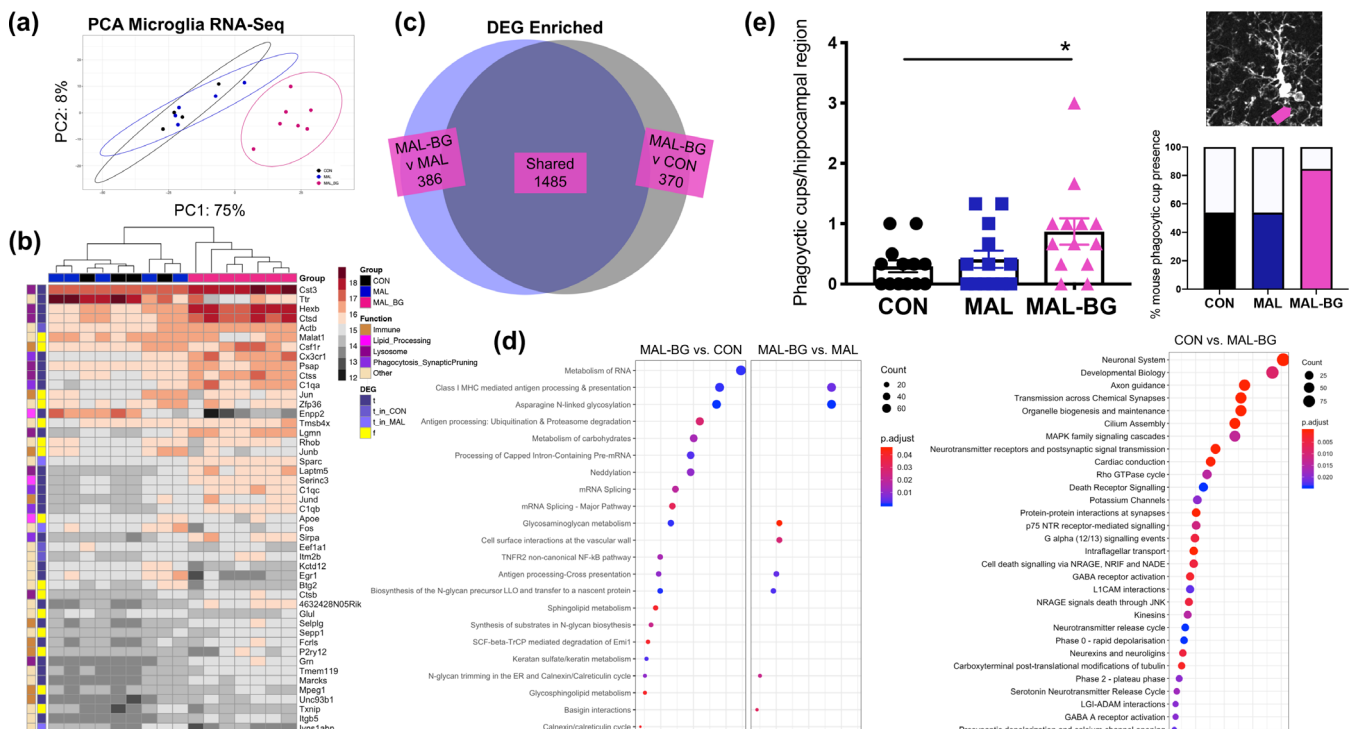 (a)
PCA Microglia RNA-Seq
PC2: 8%
CON
MAL
MAL_BG
PC1: 75%
(b)
Group
Cst3
Ttr
Hexb
Ctsd
Actb
Malat1
Csf1r
Cx3cr1
Psap
Ctss
C1qa
Jun
Zfp36
Enpp2
Tmsb4x
Lgmn
Rhob
Junb
Sparc
Laptm5
Serinc3
C1qc
Jund
C1qb
Apoe
Fos
Sirpa
Eef1a1
Itm2b
Kctd12
Egr1
Btg2
Ctsb
4632428N05Rik
Glul
Selplg
Sepp1
Fcrls
P2ry12
Grn
Tmem119
Marcks
Mpeg1
Unc93b1
Txnip
Itgb5
18
17
16
15
14
13
12
Group
CON
MAL
MAL_BG
Function
Immune
Lipid_Processing
Lysosome
Phagocytosis_SynapticPruning
Other
DEG
t
t_in_CON
t_in_MAL
f
(c)
DEG Enriched
MAL-BG
v MAL
386
Shared
1485
MAL-BG
v CON
370
(d)
MAL-BG vs. CON
MAL-BG vs. MAL
Metabolism of RNA
Class I MHC mediated antigen processing & presentation
Asparagine N-linked glycosylation
Antigen processing: Ubiquitination & Proteasome degradation
Metabolism of carbohydrates
Processing of Capped Intron-Containing Pre-mRNA
Neddylation
mRNA Splicing
mRNA Splicing - Major Pathway
Glycosaminoglycan metabolism
Cell surface interactions at the vascular wall
TNFR2 non-canonical NF-kB pathway
Antigen processing-Cross presentation
Biosynthesis of the N-glycan precursor LLO and transfer to a nascent protein
Sphingolipid metabolism
Synthesis of substrates in N-glycan biosythesis
SCF-beta-TrCP mediated degradation of Emi1
Keratan sulfate/keratin metabolism
N-glycan trimming in the ER and Calnexin/Calreticulin cycle
Glycosphingolipid metabolism
Basigin interactions
Calnexin/calreticulin cycle
Count
20
40
60
p.adjust
0.04
0.03
0.02
0.01
(e)
Phagoyctic cups/hippocampal region
4
3
2
1
0
*
CON
MAL
MAL-BG
% mouse phagocytic cup presence
100
80
60
40
20
0
CON
MAL
MAL-BG
CON vs. MAL-BG
Neuronal System
Developmental Biology
Axon guidance
Transmission across Chemical Synapses
Organelle biogenesis and maintenance
Cilium Assembly
MAPK family signaling cascades
Neurotransmitter receptors and postsynaptic signal transmission
Cardiac conduction
Rho GTPase cycle
Death Receptor Signalling
Potassium Channels
Protein-protein interactions at synapses
p75 NTR receptor-mediated signalling
G alpha (12/13) signalling events
Intraflagellar transport
Cell death signalling via NRAGE, NRIF and NADE
GABA receptor activation
L1CAM interactions
NRAGE signals death through JNK
Kinesins
Neurotransmitter release cycle
Phase 0 - rapid depolarisation
Neurexins and neuroligins
Carboxyterminal post-translational modifications of tubulin
Phase 2 - plateau phase
Serotonin Neurotransmitter Release Cycle
LGI-ADAM interactions
GABA A receptor activation
Count
25
50
75
p.adjust
0.005
0.010
0.015
0.020